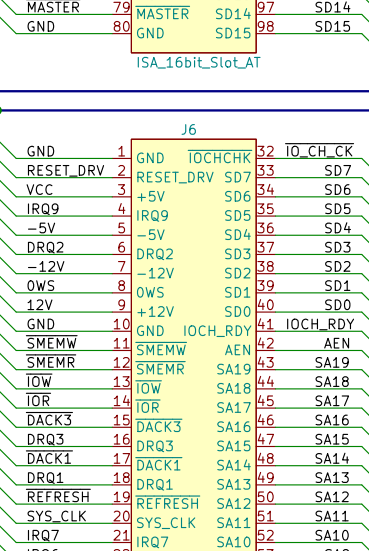 MASTER 79 MASTER SD14 97 SD14
GND 80 GND SD15 98 SD15
ISA_16bit_Slot_AT
J6
GND 1 GND IOCHCHK 32 IO_CH_CK
RESET_DRV 2 RESET_DRV SD7 33 SD7
VCC 3 +5V SD6 34 SD6
IRQ9 4 IRQ9 SD5 35 SD5
-5V 5 -5V SD4 36 SD4
DRQ2 6 DRQ2 SD3 37 SD3
-12V 7 -12V SD2 38 SD2
0WS 8 0WS SD1 39 SD1
12V 9 +12V SD0 40 SD0
GND 10 GND IOCH_RDY 41 IOCH_RDY
SMEMW 11 SMEMW AEN 42 AEN
SMEMR 12 SMEMR SA19 43 SA19
IOW 13 IOW SA18 44 SA18
IOR 14 IOR SA17 45 SA17
DACK3 15 DACK3 SA16 46 SA16
DRQ3 16 DRQ3 SA15 47 SA15
DACK1 17 DACK1 SA14 48 SA14
DRQ1 18 DRQ1 SA13 49 SA13
REFRESH 19 REFRESH SA12 50 SA12
SYS_CLK 20 SYS_CLK SA11 51 SA11
IRQ7 21 IRQ7 SA10 52 SA10